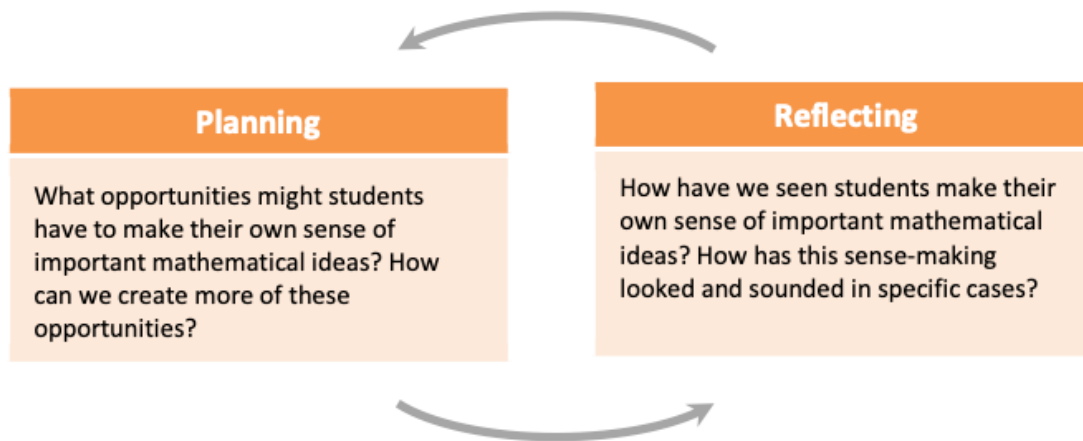 Planning
What opportunities might students
have to make their own sense of
important mathematical ideas? How
can we create more of these
opportunities?
Reflecting
How have we seen students make their
own sense of important mathematical
ideas? How has this sense-making
looked and sounded in specific cases?